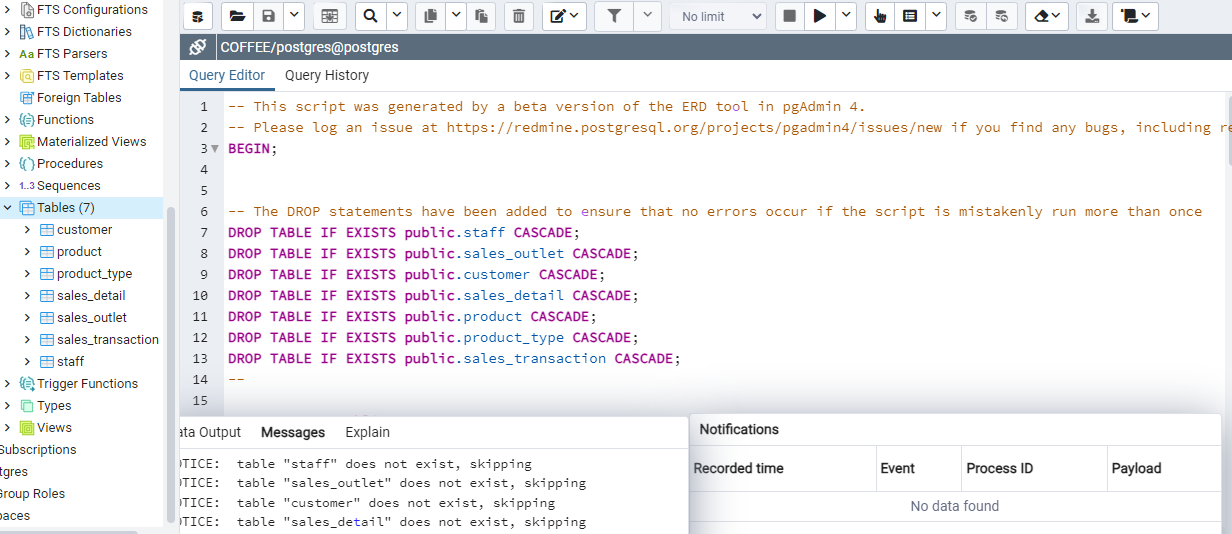 FTS Configurations
FTS Dictionaries
Aa FTS Parsers
FTS Templates
Foreign Tables
Functions
Materialized Views
Procedures
1..3 Sequences
Tables (7)
customer
product
product_type
sales_detail
sales_outlet
sales_transaction
staff
Trigger Functions
Types
Views
Subscriptions
tgres
Group Roles
paces
No limit
COFFEE/postgres@postgres
Query Editor Query History
1 -- This script was generated by a beta version of the ERD tool in pgAdmin 4.
2 -- Please log an issue at https://redmine.postgresql.org/projects/pgadmin4/issues/new if you find any bugs, including re
3 BEGIN;
4
5
6 -- The DROP statements have been added to ensure that no errors occur if the script is mistakenly run more than once
7 DROP TABLE IF EXISTS public.staff CASCADE;
8 DROP TABLE IF EXISTS public.sales_outlet CASCADE;
9 DROP TABLE IF EXISTS public.customer CASCADE;
10 DROP TABLE IF EXISTS public.sales_detail CASCADE;
11 DROP TABLE IF EXISTS public.product CASCADE;
12 DROP TABLE IF EXISTS public.product_type CASCADE;
13 DROP TABLE IF EXISTS public.sales_transaction CASCADE;
14 --
15
ata Output Messages Explain
OTICE: table "staff" does not exist, skipping
OTICE: table "sales_outlet" does not exist, skipping
OTICE: table "customer" does not exist, skipping
OTICE: table "sales_detail" does not exist, skipping
Notifications
Recorded time Event Process ID Payload
No data found